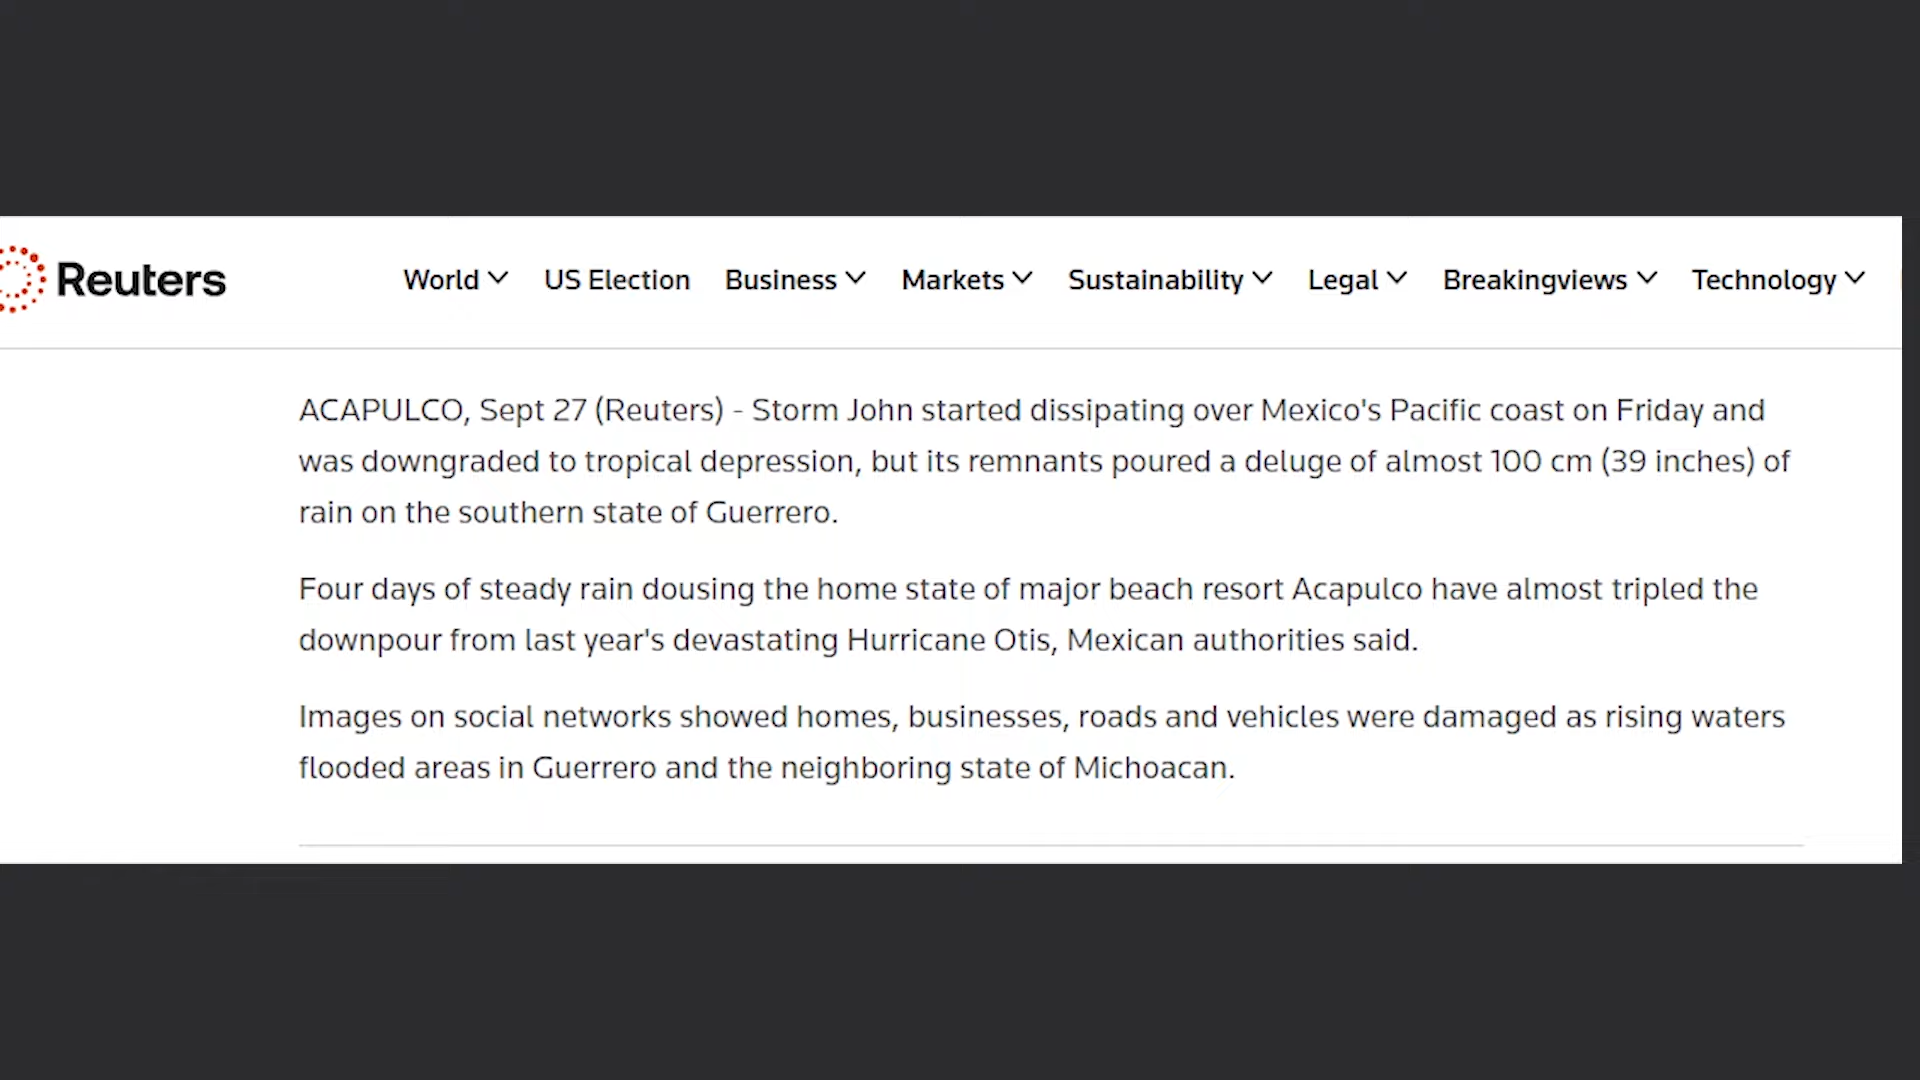 Reuters
World US Election Business Markets Sustainability Legal Breakingviews Technology
ACAPULCO, Sept 27 (Reuters) - Storm John started dissipating over Mexico's Pacific coast on Friday and
was downgraded to tropical depression, but its remnants poured a deluge of almost 100 cm (39 inches) of
rain on the southern state of Guerrero.
Four days of steady rain dousing the home state of major beach resort Acapulco have almost tripled the
downpour from last year's devastating Hurricane Otis, Mexican authorities said.
Images on social networks showed homes, businesses, roads and vehicles were damaged as rising waters
flooded areas in Guerrero and the neighboring state of Michoacan.